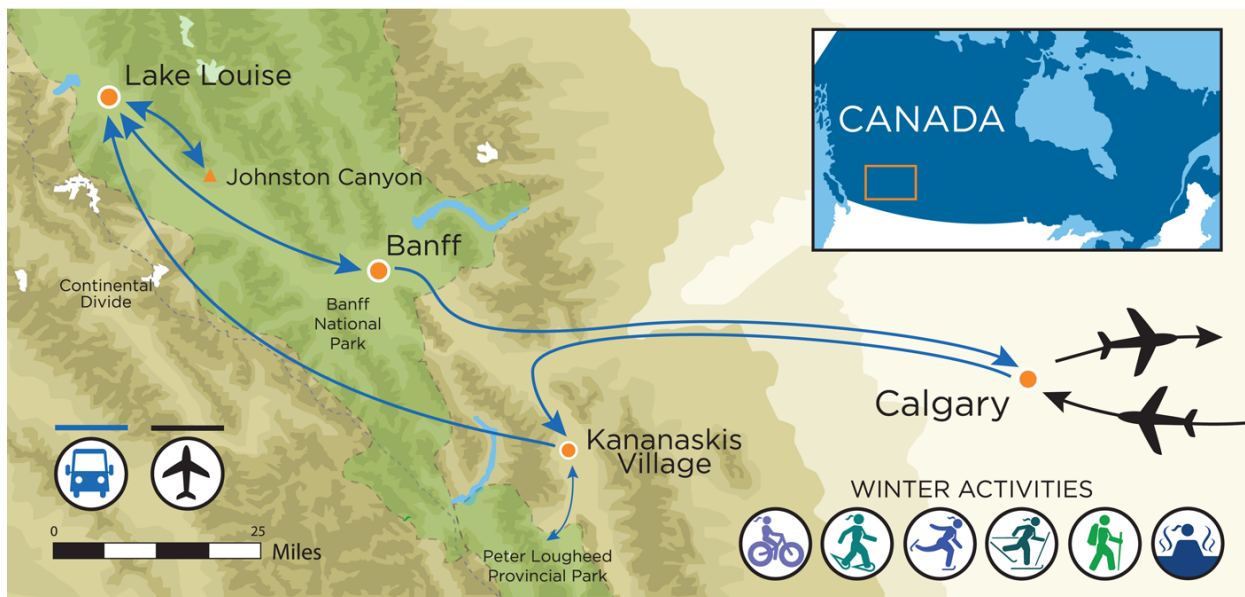 Lake Louise
Johnston Canyon
Banff
Continental
Divide
Banff
National
Park
CANADA
Calgary
Kananaskis
Village
Peter Lougheed
Provincial Park
0
25
Miles
WINTER ACTIVITIES